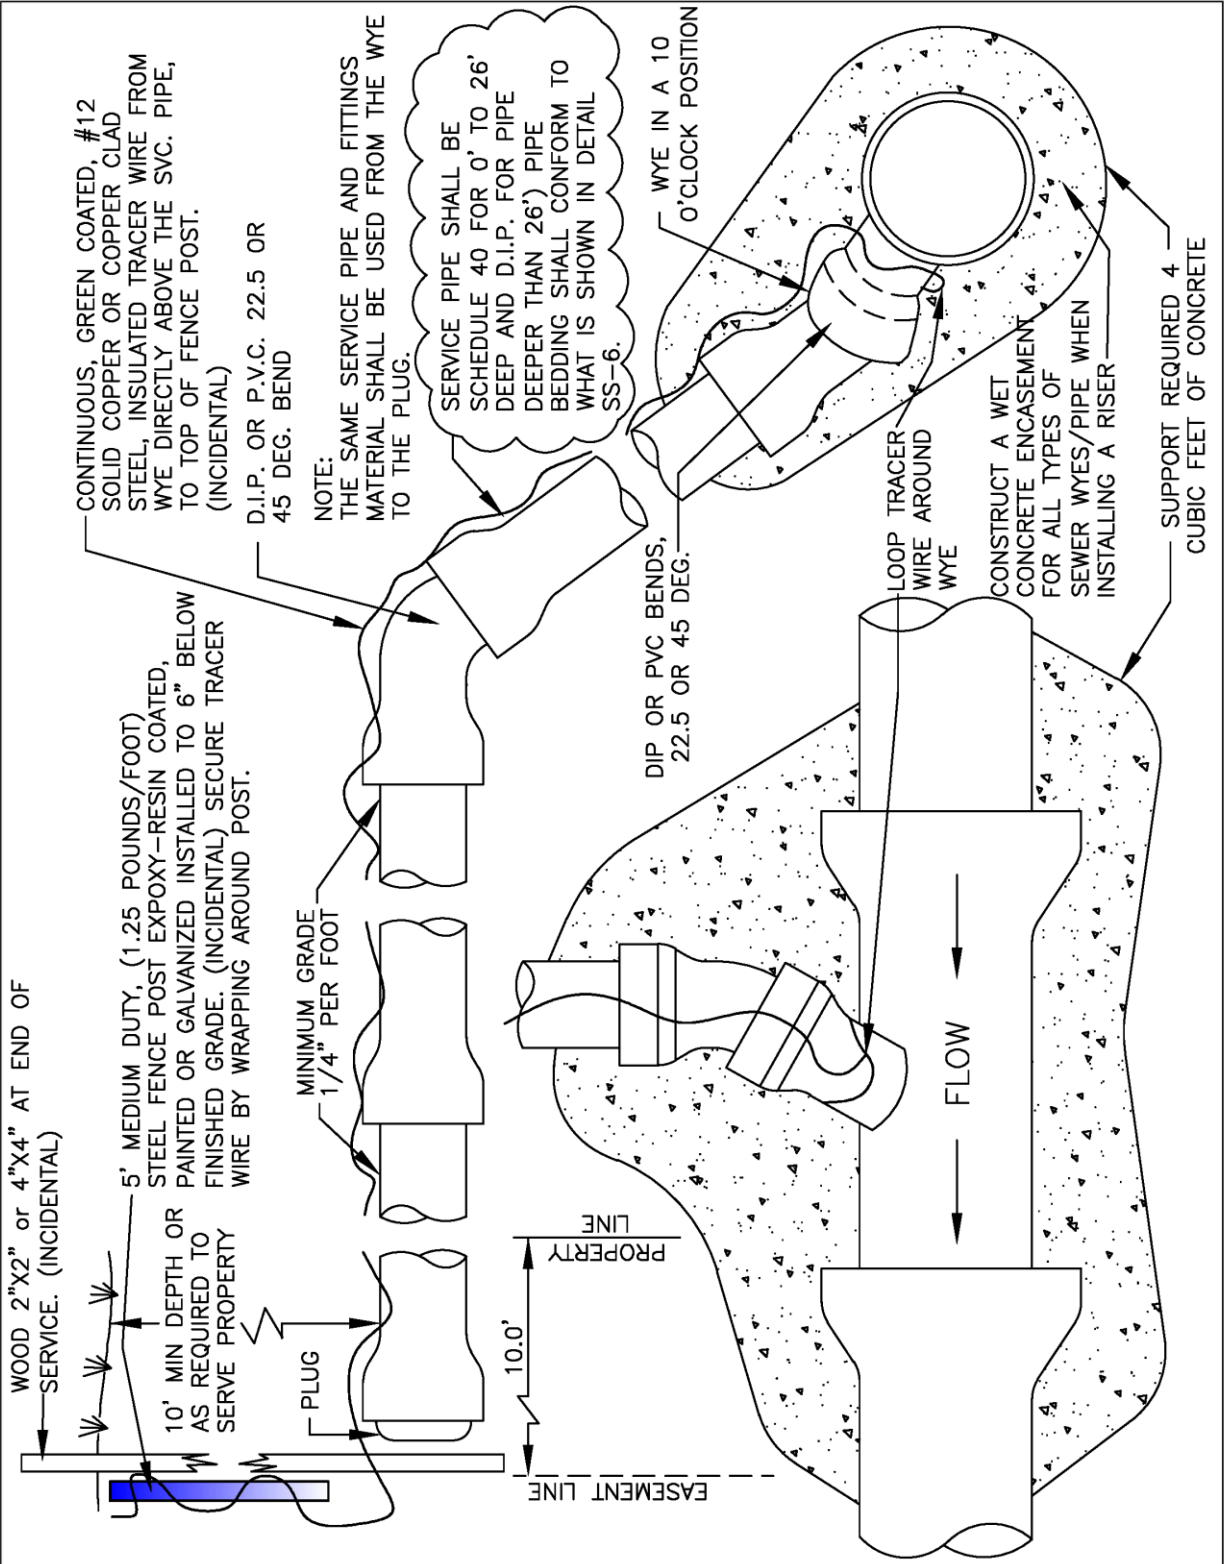 WOOD 2"X2" or 4"X4" AT END OF
SERVICE. (INCIDENTAL)
5' MEDIUM DUTY, (1.25 POUNDS/FOOT)
STEEL FENCE POST EXPOXY-RESIN COATED,
PAINTED OR GALVANIZED INSTALLED TO 6" BELOW
FINISHED GRADE. (INCIDENTAL) SECURE TRACER
WIRE BY WRAPPING AROUND POST.
CONTINUOUS, GREEN COATED, #12
SOLID COPPER OR COPPER CLAD
STEEL, INSULATED TRACER WIRE FROM
WYE DIRECTLY ABOVE THE SVC. PIPE,
TO TOP OF FENCE POST.
(INCIDENTAL)
D.I.P. OR P.V.C. 22.5 OR
45 DEG. BEND
NOTE:
THE SAME SERVICE PIPE AND FITTINGS
MATERIAL SHALL BE USED FROM THE WYE
TO THE PLUG.
10' MIN DEPTH OR
AS REQUIRED TO
SERVE PROPERTY
PLUG
MINIMUM GRADE
1/4" PER FOOT
SERVICE PIPE SHALL BE
SCHEDULE 40 FOR 0' TO 26'
DEEP AND D.I.P. FOR PIPE
DEEPER THAN 26') PIPE
BEDDING SHALL CONFORM TO
WHAT IS SHOWN IN DETAIL
SS-6.
10.0'
EASEMENT LINE
PROPERTY
LINE
DIP OR PVC BENDS,
22.5 OR 45 DEG.
WYE IN A 10
O'CLOCK POSITION
LOOP TRACER
WIRE AROUND
WYE
FLOW
CONSTRUCT A WET
CONCRETE ENCASEMENT
FOR ALL TYPES OF
SEWER WYES/PIPE WHEN
INSTALLING A RISER
SUPPORT REQUIRED 4
CUBIC FEET OF CONCRETE